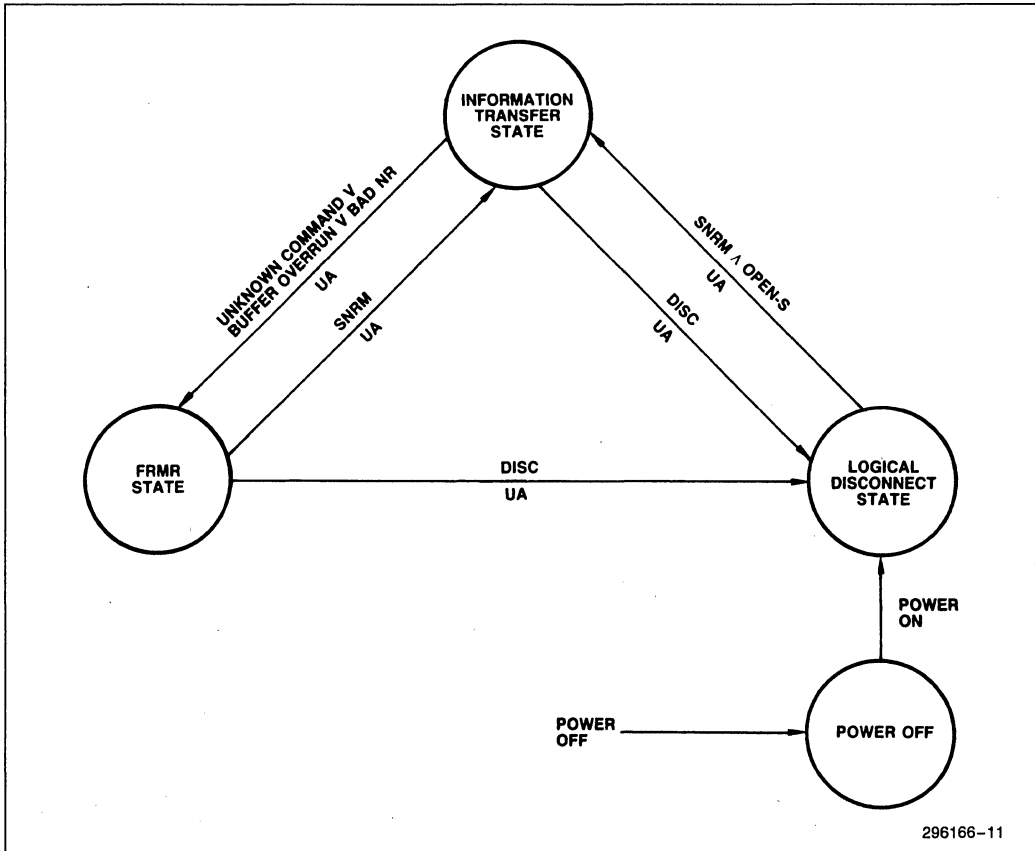 INFORMATION
TRANSFER
STATE
UNKNOWN COMMAND V
BUFFER OVERRUN V BAD NR
UA
SNRM
UA
SNRM Λ OPEN-S
UA
DISC
UA
FRMR
STATE
DISC
UA
LOGICAL
DISCONNECT
STATE
POWER
ON
POWER
OFF
POWER OFF
296166-11